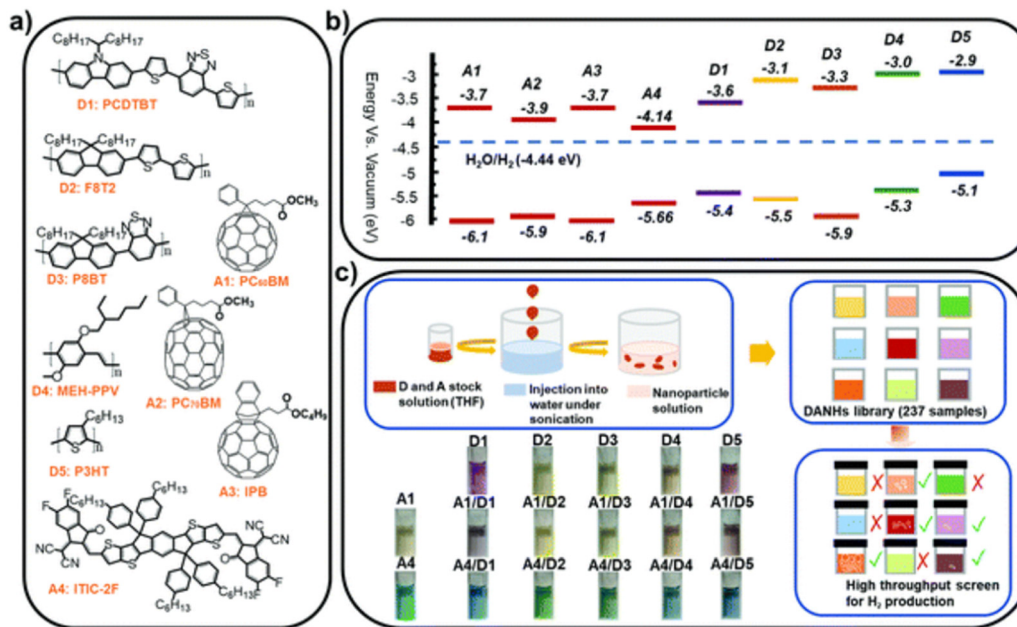 a)
C₈H₁₇ C₈H₁₇
N
S
N N
S
S
n
D1: PCDTBT
C₈H₁₇ C₈H₁₇
S
S
n
D2: F8T2
OCH₃
O
C₈H₁₇ C₈H₁₇
N S N
n
D3: P8BT
A1: PC₆₀BM
OCH₃
O
O
O
n
D4: MEH-PPV
A2: PC₇₀BM
C₆H₁₃
S
n
D5: P3HT
OC₄H₉
O
A3: IPB
F
F
C₆H₁₃
C₆H₁₃
O
NC CN
S
S
S
S
CN
CN
O
F
F
C₆H₁₃
C₆H₁₃
A4: ITIC-2F
b)
Energy Vs. Vacuum (eV)
-3
-3.5
-4
-4.5
-5
-5.5
-6
A1
-3.7
A2
-3.9
A3
-3.7
A4
-4.14
D1
-3.6
D2
-3.1
D3
-3.3
D4
-3.0
D5
-2.9
H₂O/H₂ (-4.44 eV)
-6.1
-5.9
-6.1
-5.66
-5.4
-5.5
-5.9
-5.3
-5.1
c)
D and A stock
solution (THF)
Injection into
water under
sonication
Nanoparticle
solution
DANHs library (237 samples)
D1 D2 D3 D4 D5
A1 A1/D1 A1/D2 A1/D3 A1/D4 A1/D5
A4 A4/D1 A4/D2 A4/D3 A4/D4 A4/D5
High throughput screen
for H₂ production